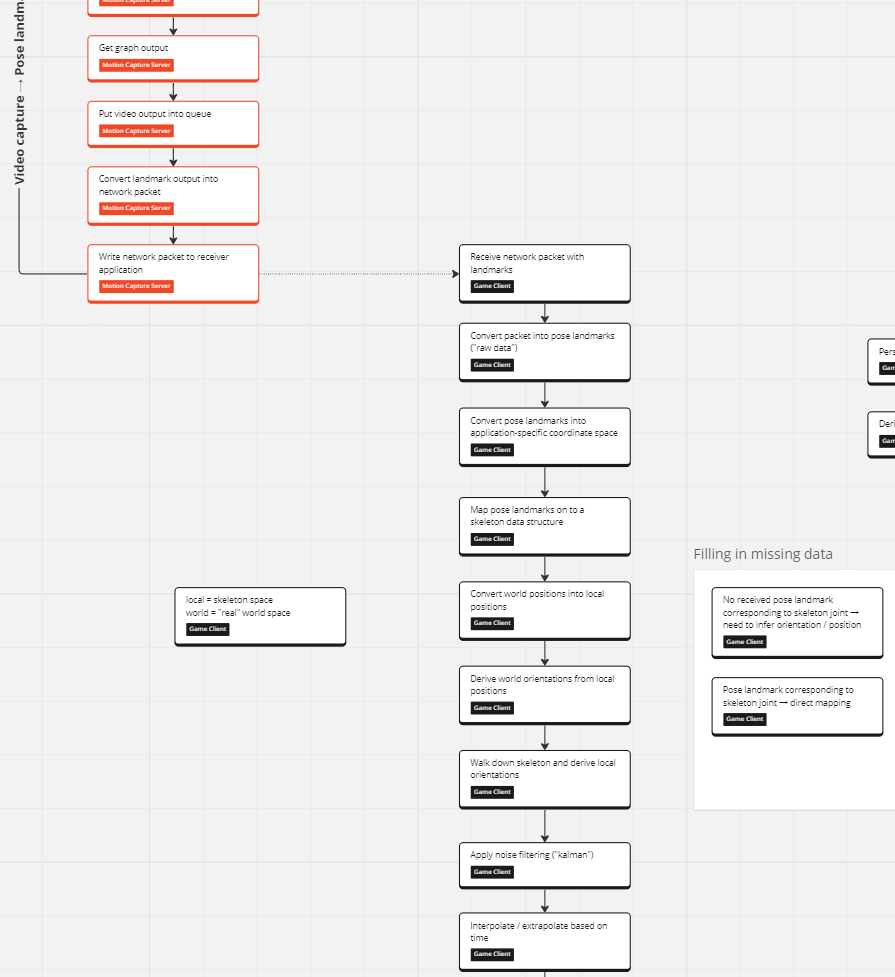 Video capture → Pose landm
Motion Capture Server
Get graph output
Motion Capture Server
Put video output into queue
Motion Capture Server
Convert landmark output into
network packet
Motion Capture Server
Write network packet to receiver
application
Motion Capture Server
Receive network packet with
landmarks
Game Client
Convert packet into pose landmarks
("raw data")
Game Client
Convert pose landmarks into
application-specific coordinate space
Game Client
Map pose landmarks on to a
skeleton data structure
Game Client
Convert world positions into local
positions
Game Client
local = skeleton space
world = "real" world space
Game Client
Derive world orientations from local
positions
Game Client
Walk down skeleton and derive local
orientations
Game Client
Apply noise filtering ("kalman")
Game Client
Interpolate / extrapolate based on
time
Game Client
Pers
Gam
Deri
Gam
Filling in missing data
No received pose landmark
corresponding to skeleton joint →
need to infer orientation / position
Game Client
Pose landmark corresponding to
skeleton joint → direct mapping
Game Client